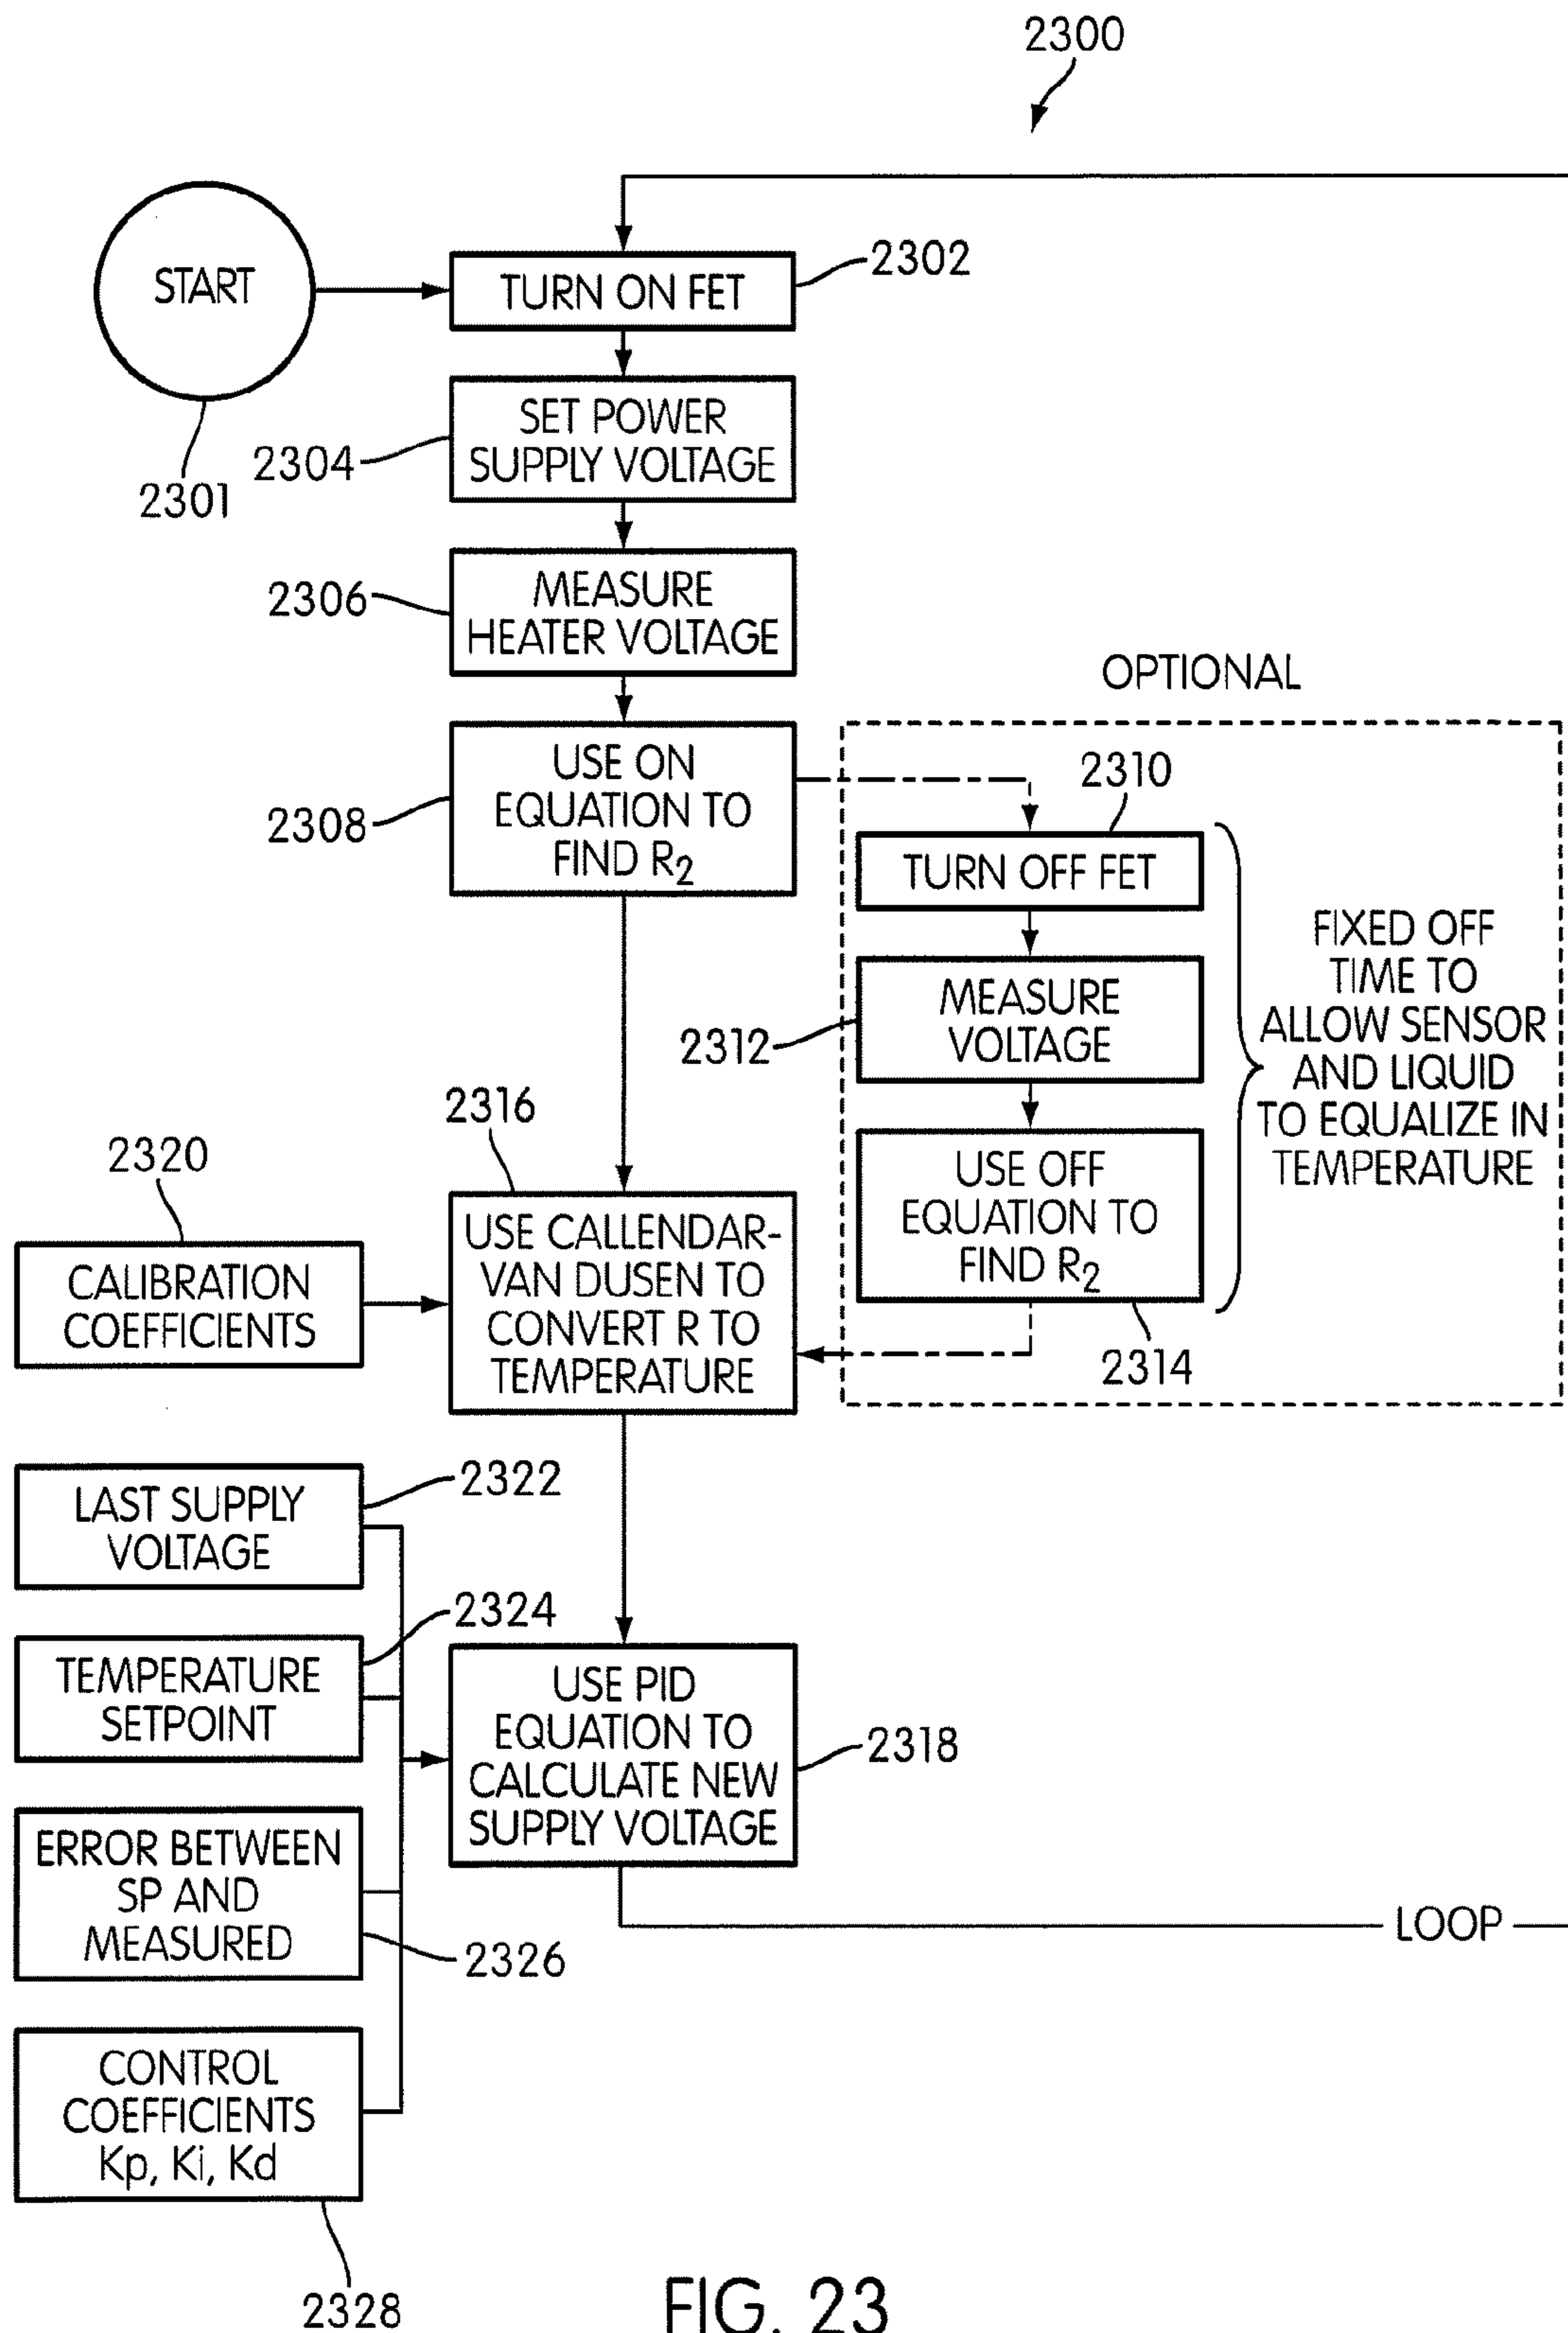 2300
START
2301
TURN ON FET
2302
SET POWER
SUPPLY VOLTAGE
2304
MEASURE
HEATER VOLTAGE
2306
USE ON
EQUATION TO
FIND R2
2308
OPTIONAL
2310
TURN OFF FET
MEASURE
VOLTAGE
2312
USE OFF
EQUATION TO
FIND R2
2314
FIXED OFF
TIME TO
ALLOW SENSOR
AND LIQUID
TO EQUALIZE IN
TEMPERATURE
2316
USE CALLENDAR-
VAN DUSEN TO
CONVERT R TO
TEMPERATURE
2320
CALIBRATION
COEFFICIENTS
LAST SUPPLY
VOLTAGE
2322
TEMPERATURE
SETPOINT
2324
USE PID
EQUATION TO
CALCULATE NEW
SUPPLY VOLTAGE
2318
ERROR BETWEEN
SP AND
MEASURED
2326
LOOP
CONTROL
COEFFICIENTS
Kp, Ki, Kd
2328
FIG. 23